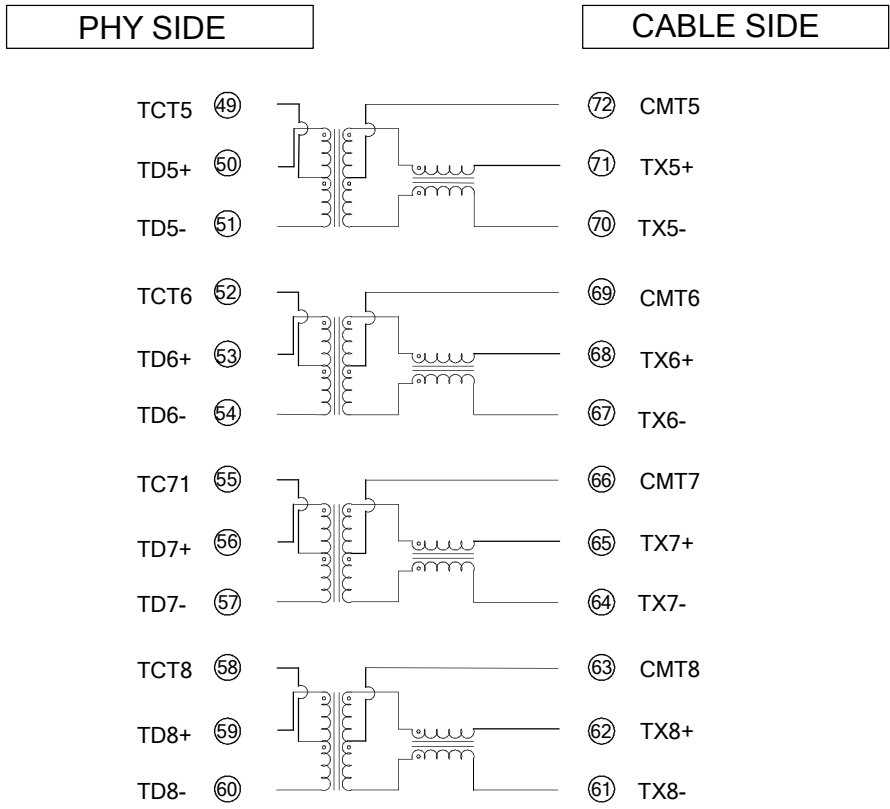 PHY SIDE CABLE SIDE
TCT5 49 72 CMT5
TD5+ 50 71 TX5+
TD5- 51 70 TX5-
TCT6 52 69 CMT6
TD6+ 53 68 TX6+
TD6- 54 67 TX6-
TC71 55 66 CMT7
TD7+ 56 65 TX7+
TD7- 57 64 TX7-
TCT8 58 63 CMT8
TD8+ 59 62 TX8+
TD8- 60 61 TX8-